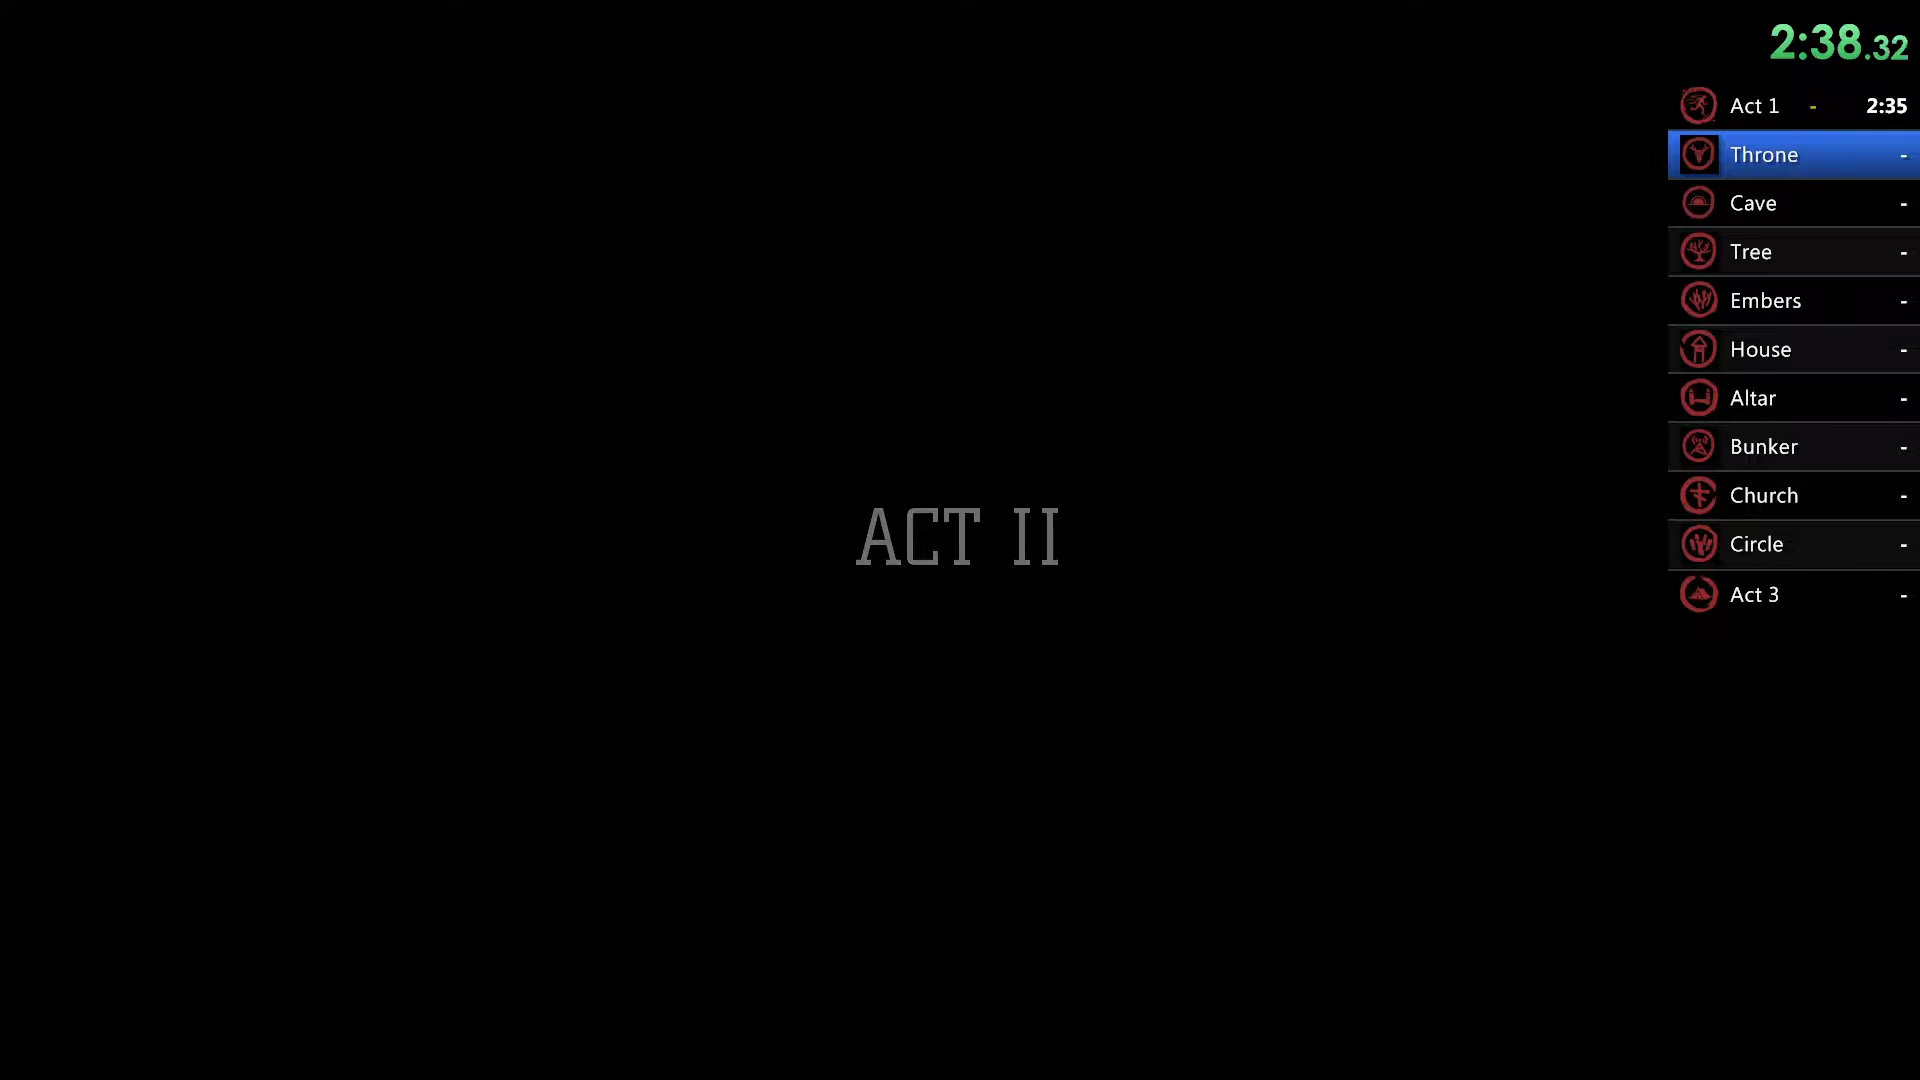 2:38.32
Act 1 - 2:35
Throne -
Cave -
Tree -
Embers -
House -
Altar -
Bunker -
Church -
Circle -
Act 3 -
ACT II